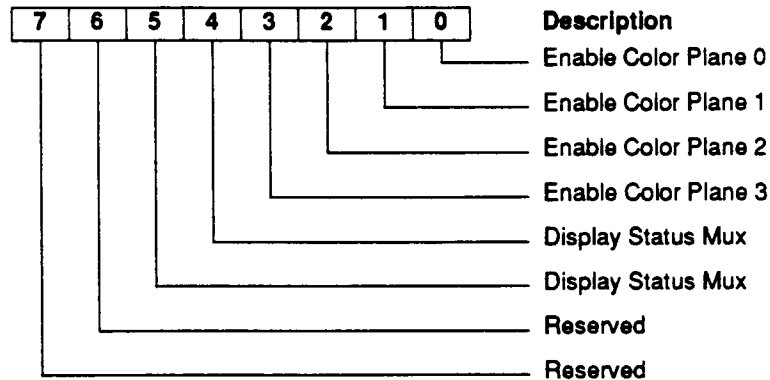 7 6 5 4 3 2 1 0 Description
Enable Color Plane 0
Enable Color Plane 1
Enable Color Plane 2
Enable Color Plane 3
Display Status Mux
Display Status Mux
Reserved
Reserved